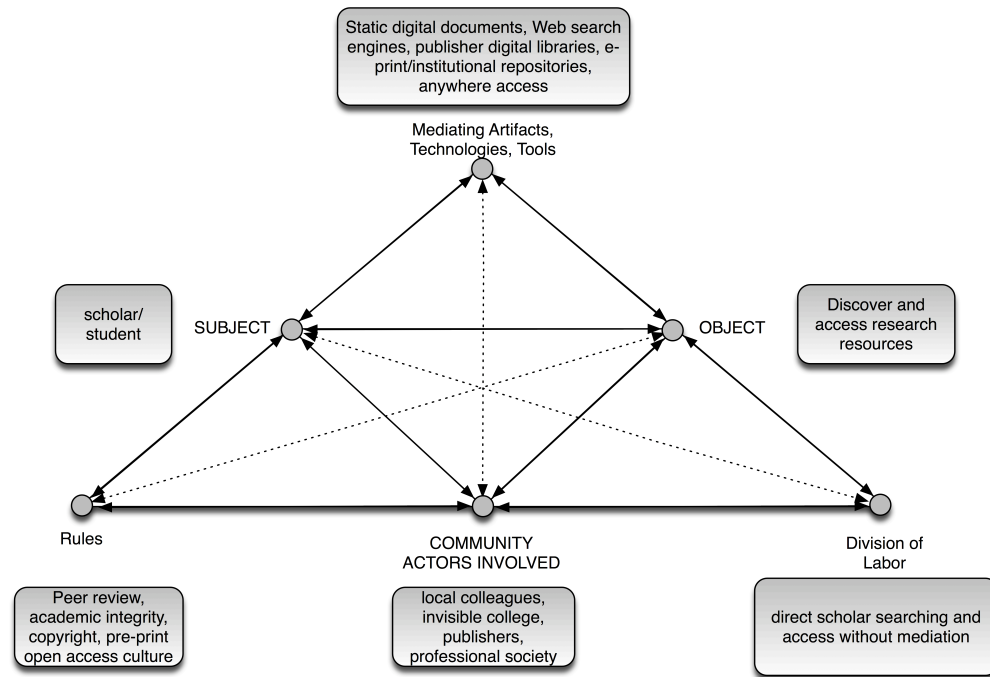 Static digital documents, Web search
engines, publisher digital libraries, e-
print/institutional repositories,
anywhere access
Mediating Artifacts,
Technologies, Tools
scholar/
student
SUBJECT
OBJECT
Discover and
access research
resources
Rules
COMMUNITY
ACTORS INVOLVED
Division of
Labor
Peer review,
academic integrity,
copyright, pre-print
open access culture
local colleagues,
invisible college,
publishers,
professional society
direct scholar searching and
access without mediation